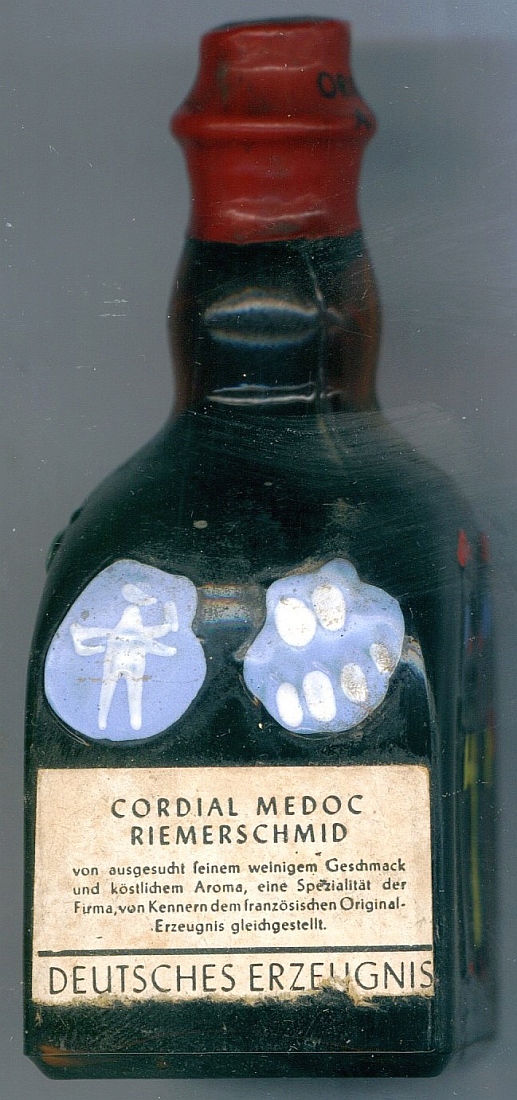 CORDIAL MEDOC
RIEMERSCHMID
von ausgesucht feinem weinigem Geschmack
und köstlichem Aroma, eine Spezialität der
Firma, von Kennern dem französischen Original-
Erzeugnis gleichgestellt.
DEUTSCHES ERZEUGNIS